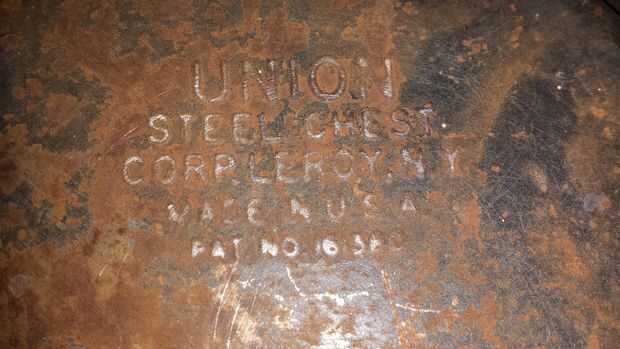 UNION
STEEL CHEST
CORP. LEROY, N.Y.
MADE IN U.S.A.
PAT NO.